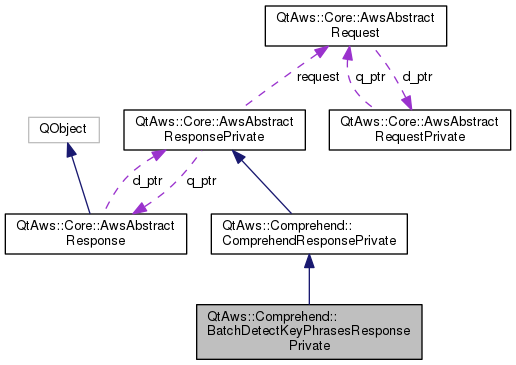 QtAws::Core::AwsAbstract
Request
request
q_ptr
d_ptr
QObject
QtAws::Core::AwsAbstract
ResponsePrivate
QtAws::Core::AwsAbstract
RequestPrivate
d_ptr
q_ptr
QtAws::Core::AwsAbstract
Response
QtAws::Comprehend::
ComprehendResponsePrivate
QtAws::Comprehend::
BatchDetectKeyPhrasesResponse
Private